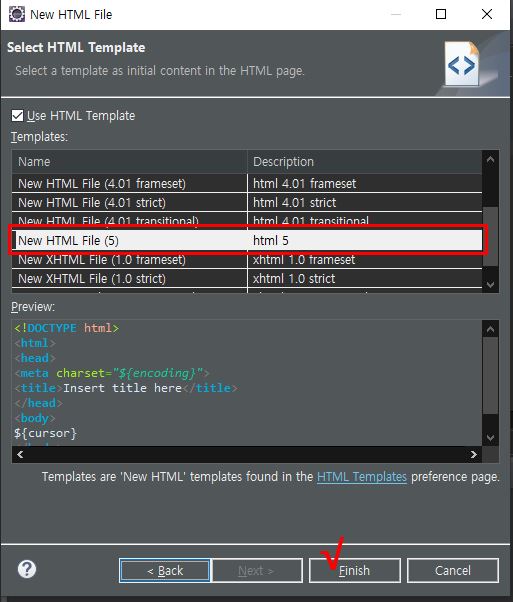 New HTML File
Select HTML Template
Select a template as initial content in the HTML page.
Use HTML Template
Templates:
Name Description
New HTML File (4.01 frameset) html 4.01 frameset
New HTML File (4.01 strict) html 4.01 strict
New HTML File (4.01 transitional) html 4.01 transitional
New HTML File (5) html 5
New XHTML File (1.0 frameset) xhtml 1.0 frameset
New XHTML File (1.0 strict) xhtml 1.0 strict
Preview:
<!DOCTYPE html>
<html>
<head>
<meta charset="${encoding}">
<title>Insert title here</title>
</head>
<body>
${cursor}
Templates are 'New HTML' templates found in the HTML Templates preference page.
< Back Next > Finish Cancel